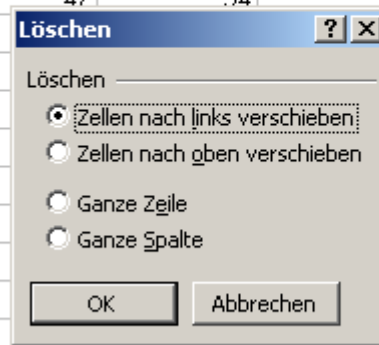 Löschen
Löschen
Zellen nach links verschieben
Zellen nach oben verschieben
Ganze Zeile
Ganze Spalte
OK Abbrechen